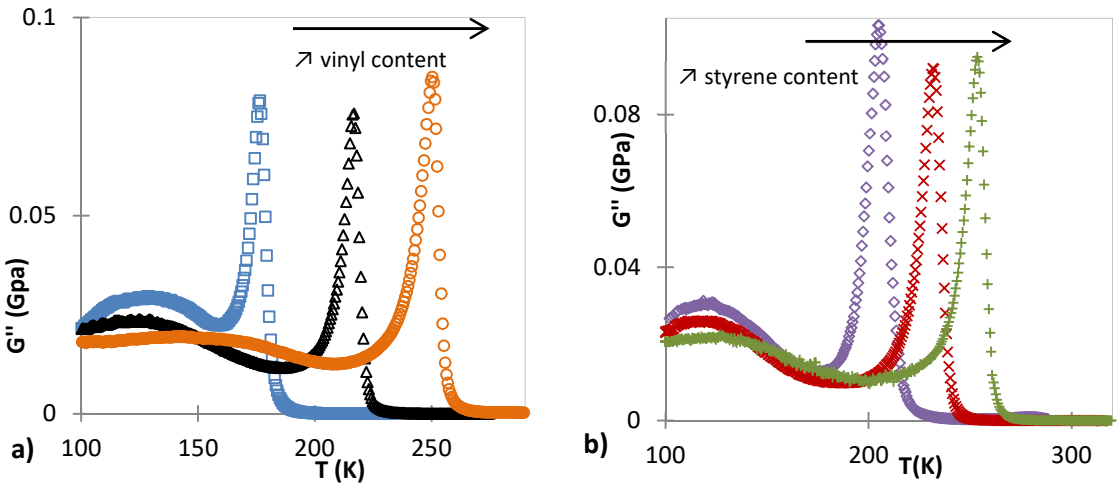 0.1
↗ vinyl content
0.05
G'' (Gpa)
0
100
150
200
250
T (K)
a)
↗ styrene content
0.08
G'' (GPa)
0.04
0
100
200
300
T(K)
b)